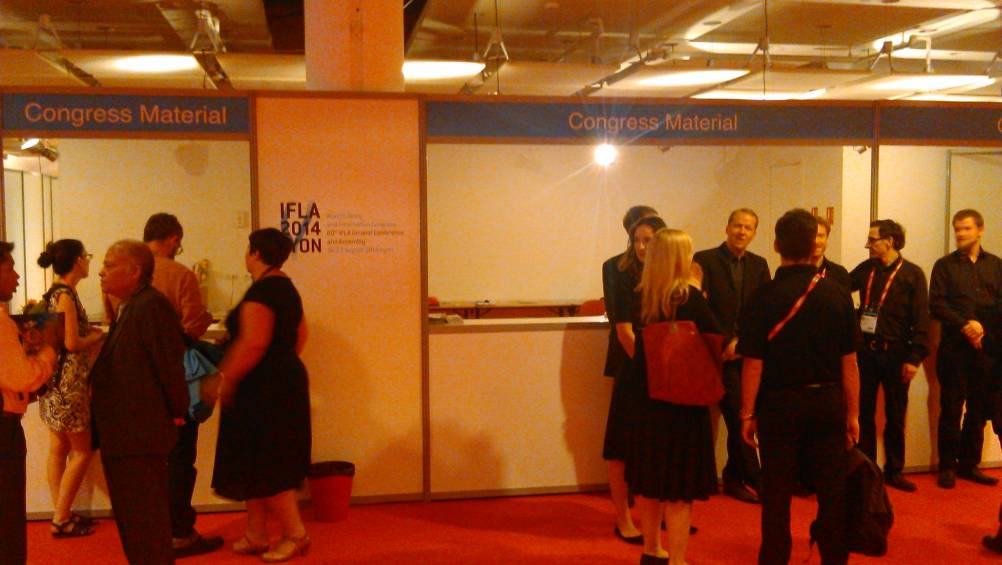 Congress Material
Congress Material
IFLA
2014
LYON
World Library
and Information Congress
80th IFLA General Conference
and Assembly